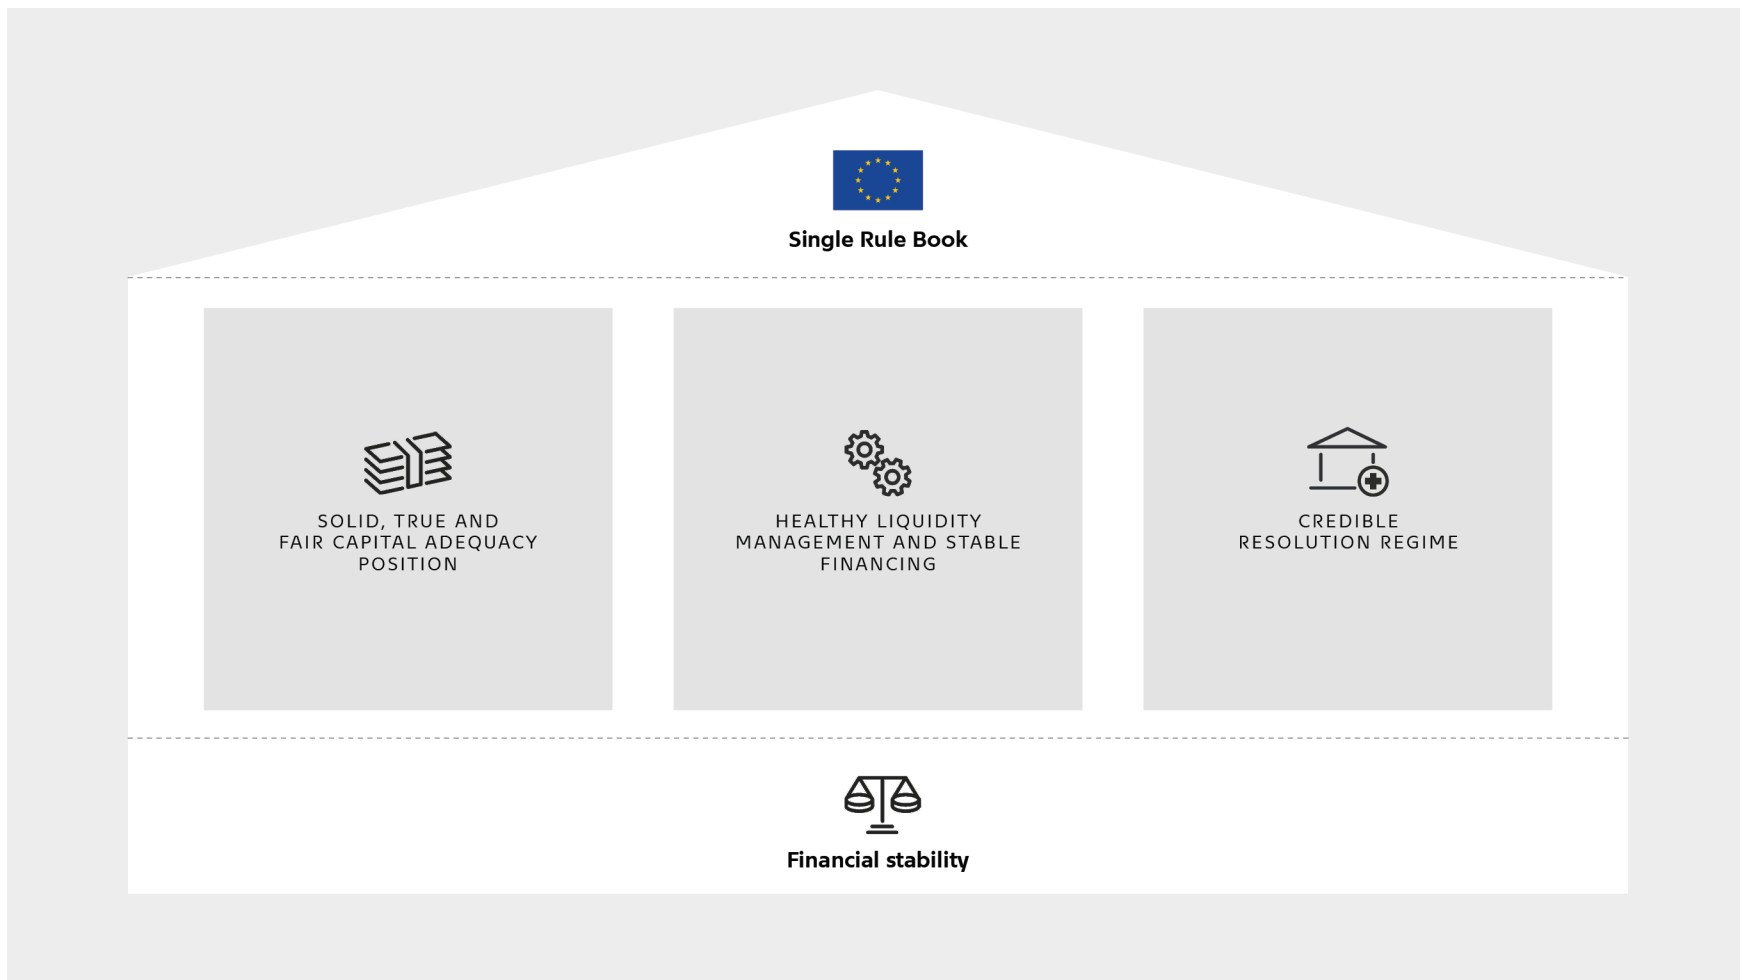 Single Rule Book
SOLID, TRUE AND
FAIR CAPITAL ADEQUACY
POSITION
HEALTHY LIQUIDITY
MANAGEMENT AND STABLE
FINANCING
CREDIBLE
RESOLUTION REGIME
Financial stability